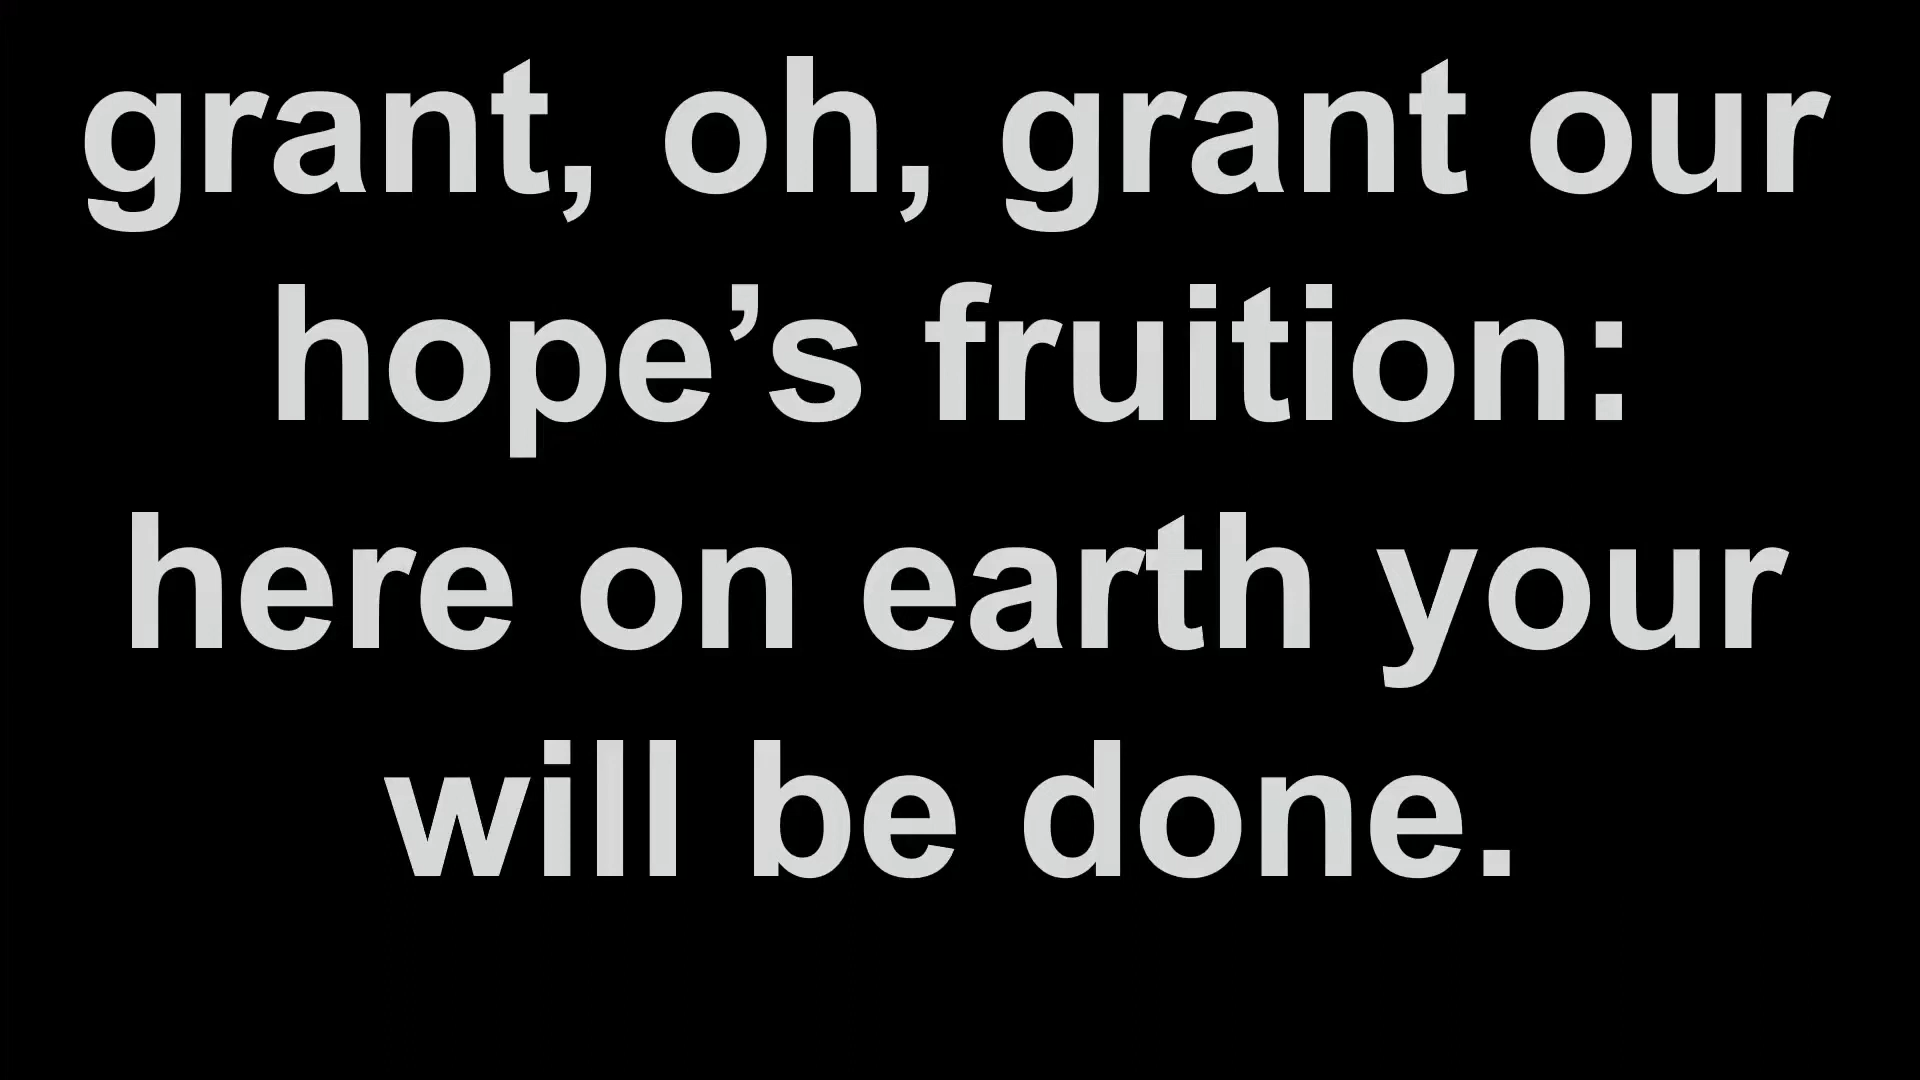 grant, oh, grant our
hope’s fruition:
here on earth your
will be done.